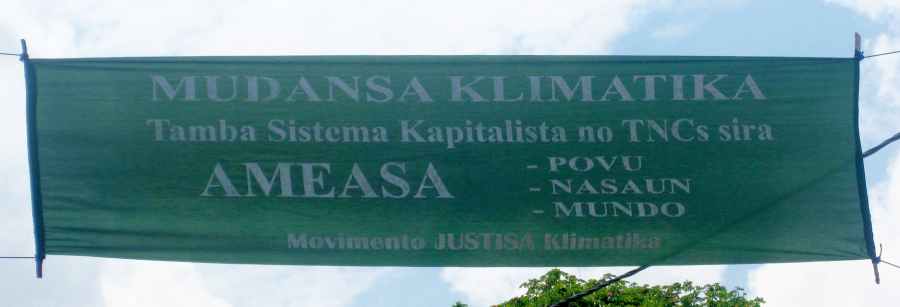 MUDANSA KLIMATIKA
Tamba Sistema Kapitalista no TNCs sira
AMEASA
- POVU
- NASAUN
- MUNDO
Movimento JUSTISA Klimatika